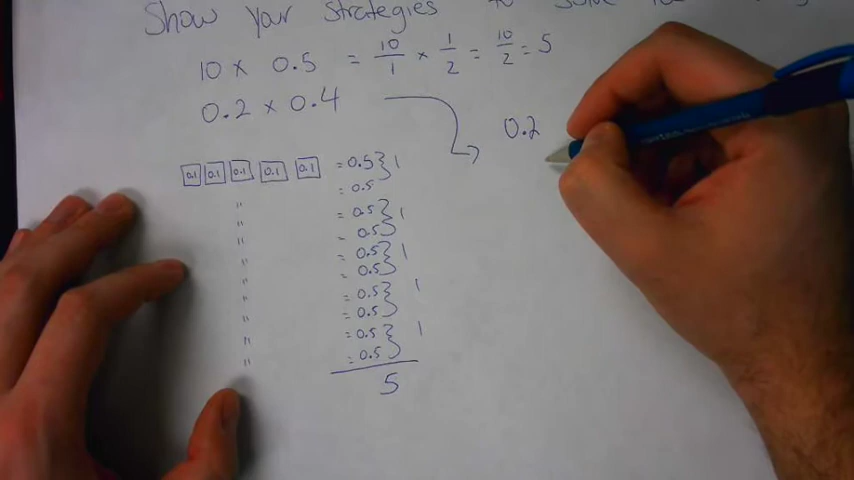 Show your strategies to solve
10 × 0.5 = 10/1 × 1/2 = 10/2 = 5
0.2 × 0.4
0.2
0.1 0.1 0.1 0.1 0.1 = 0.5 } 1
" = 0.5
" = 0.5 } 1
" = 0.5
" = 0.5 } 1
" = 0.5
" = 0.5 } 1
" = 0.5
" = 0.5 } 1
" = 0.5
5